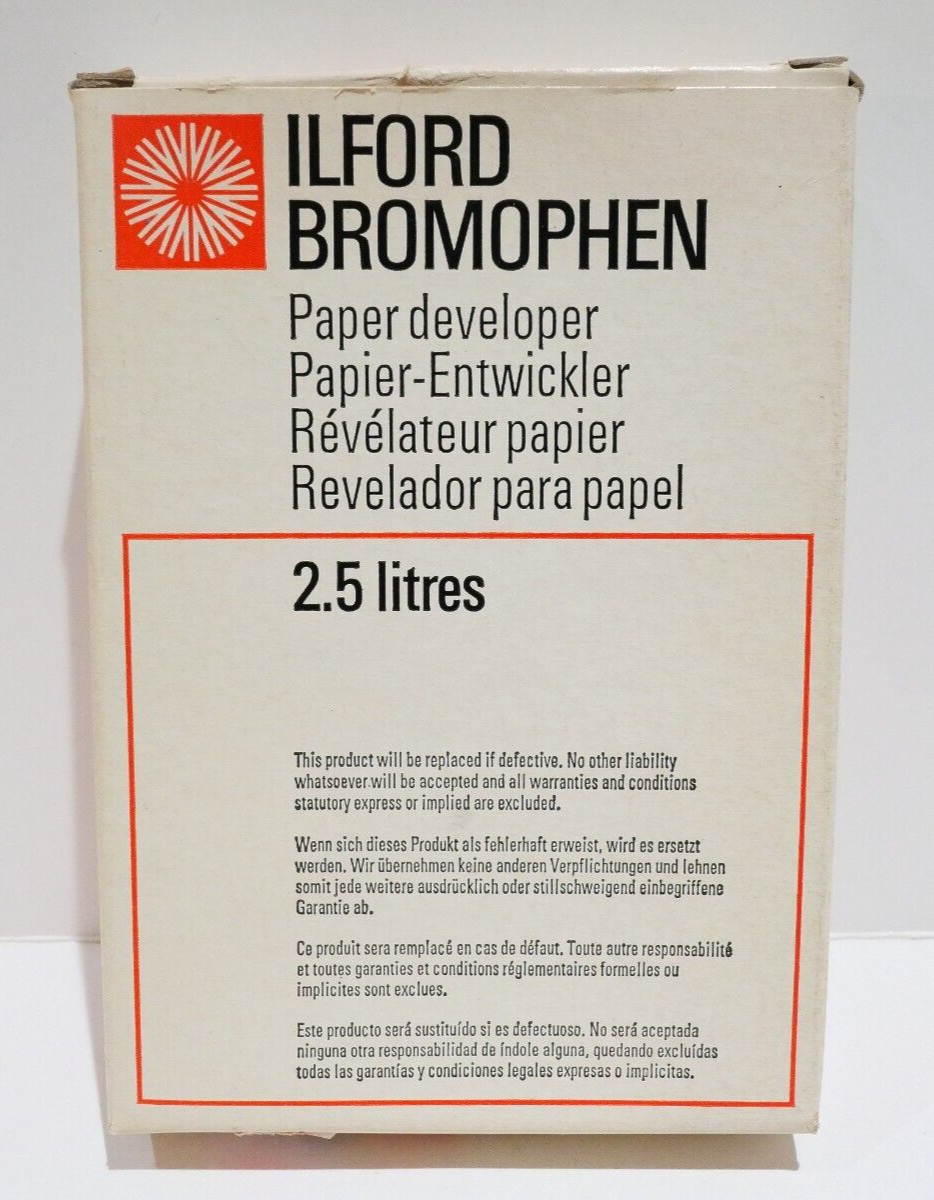 ILFORD
BROMOPHEN
Paper developer
Papier-Entwickler
Révélateur papier
Revelador para papel
2.5 litres
This product will be replaced if defective. No other liability
whatsoever will be accepted and all warranties and conditions
statutory express or implied are excluded.
Wenn sich dieses Produkt als fehlerhaft erweist, wird es ersetzt
werden. Wir übernehmen keine anderen Verpflichtungen und lehnen
somit jede weitere ausdrücklich oder stillschweigend einbegriffene
Garantie ab.
Ce produit sera remplacé en cas de défaut. Toute autre responsabilité
et toutes garanties et conditions réglementaires formelles ou
implicites sont exclues.
Este producto será sustituído si es defectuoso. No será aceptada
ninguna otra responsabilidad de índole alguna, quedando excluídas
todas las garantías y condiciones legales expresas o implicitas.